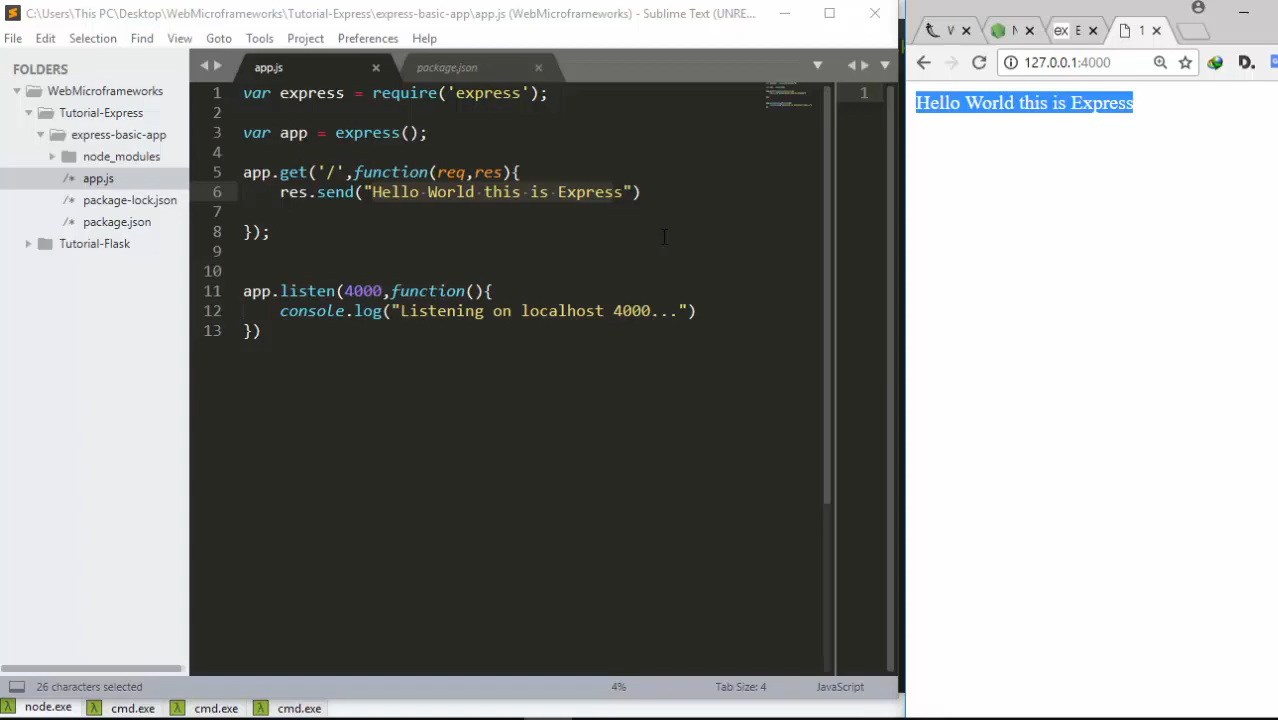 C:\Users\This PC\Desktop\WebMicroframeworks\Tutorial-Express\express-basic-app\app.js (WebMicroframeworks) - Sublime Text (UNRE...
File Edit Selection Find View Goto Tools Project Preferences Help
FOLDERS
WebMicroframeworks
Tutorial-Express
express-basic-app
node_modules
/* app.js
/* package-lock.json
/* package.json
Tutorial-Flask
app.js
package.json
1 var express = require('express');
2
3 var app = express();
4
5 app.get('/',function(req,res){
6 res.send("Hello World this is Express")
7
8 });
9
10
11 app.listen(4000,function(){
12 console.log("Listening on localhost 4000...")
13 })
1
26 characters selected
4%
Tab Size: 4
JavaScript
node.exe
cmd.exe
cmd.exe
cmd.exe
ex E
1
127.0.0.1:4000
D.
Hello World this is Express